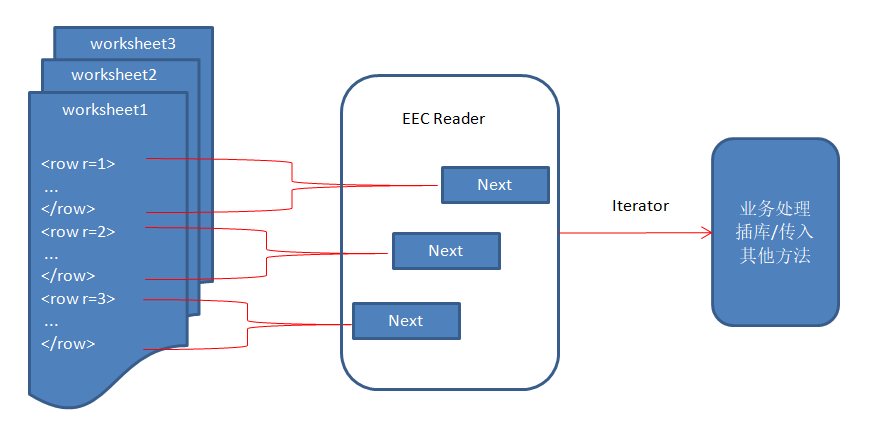 worksheet3
worksheet2
worksheet1
<row r=1>
...
</row>
<row r=2>
...
</row>
<row r=3>
...
</row>
EEC Reader
Next
Next
Next
Iterator
业务处理
插库/传入
其他方法